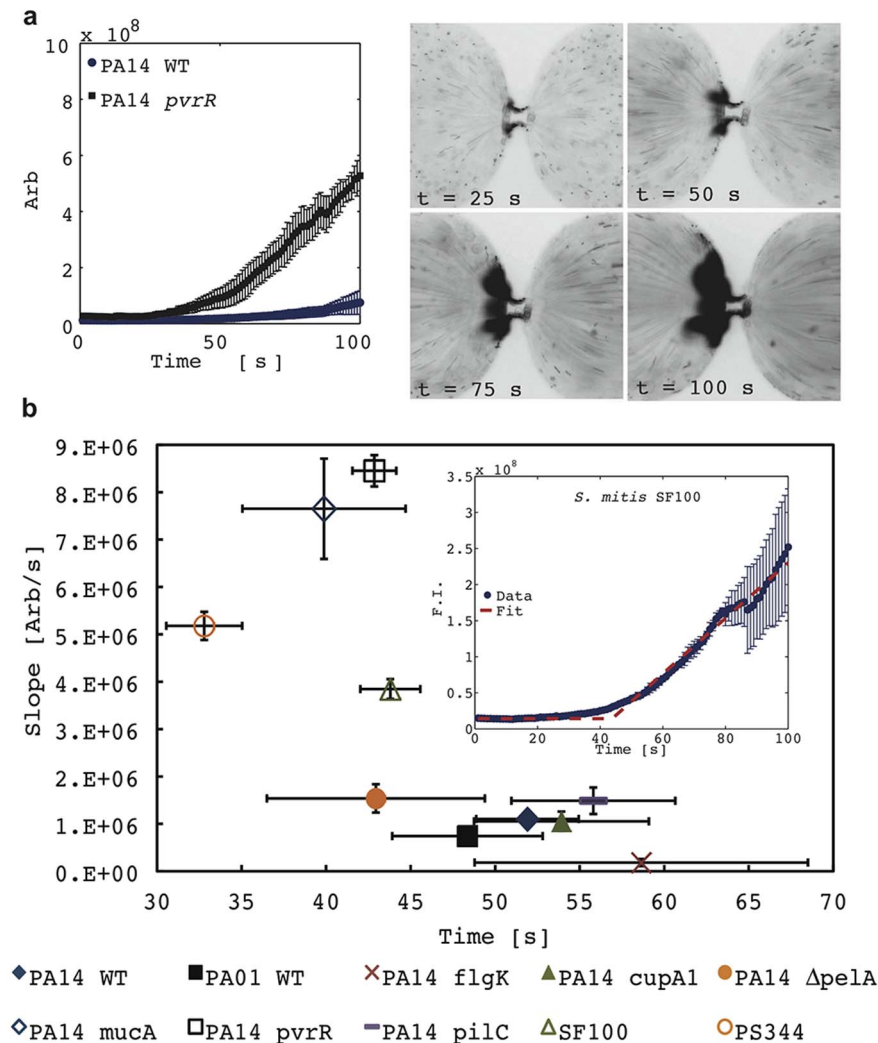 a
x 10⁸
10
8
6
4
2
0
Arb
PA14 WT
PA14 pvrR
0
50
100
Time [s]
t = 25 s
t = 50 s
t = 75 s
t = 100 s
b
9.E+06
8.E+06
7.E+06
6.E+06
5.E+06
4.E+06
3.E+06
2.E+06
1.E+06
0.E+00
Slope [Arb/s]
30
35
40
45
50
55
60
65
70
Time [s]
x 10⁸
3.5
3
2.5
2
1.5
1
0.5
0
F.I.
S. mitis SF100
Data
Fit
0
20
40
60
80
100
Time [s]
PA14 WT
PA01 WT
PA14 flgK
PA14 cupA1
PA14 ΔpelA
PA14 mucA
PA14 pvrR
PA14 pilC
SF100
PS344